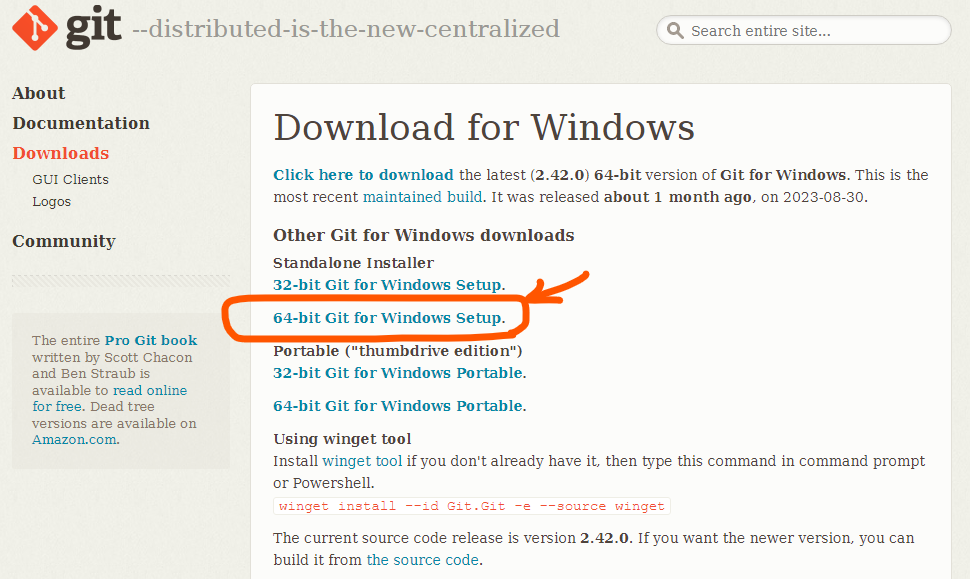 git --distributed-is-the-new-centralized
Search entire site...
About
Documentation
Downloads
GUI Clients
Logos
Community
The entire Pro Git book
written by Scott Chacon
and Ben Straub is
available to read online
for free. Dead tree
versions are available on
Amazon.com.
Download for Windows
Click here to download the latest (2.42.0) 64-bit version of Git for Windows. This is the
most recent maintained build. It was released about 1 month ago, on 2023-08-30.
Other Git for Windows downloads
Standalone Installer
32-bit Git for Windows Setup.
64-bit Git for Windows Setup.
Portable ("thumbdrive edition")
32-bit Git for Windows Portable.
64-bit Git for Windows Portable.
Using winget tool
Install winget tool if you don't already have it, then type this command in command prompt
or Powershell.
winget install --id Git.Git -e --source winget
The current source code release is version 2.42.0. If you want the newer version, you can
build it from the source code.